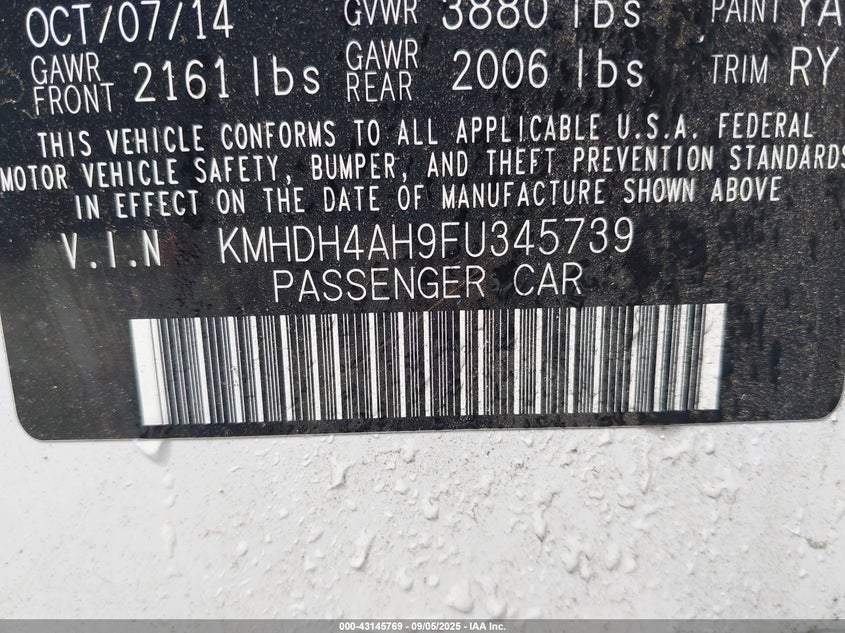 OCT/07/14 GVWR 3880 lbs PAINT YA
GAWR FRONT 2161 lbs GAWR REAR 2006 lbs TRIM RY
THIS VEHICLE CONFORMS TO ALL APPLICABLE U.S.A. FEDERAL
MOTOR VEHICLE SAFETY, BUMPER, AND THEFT PREVENTION STANDARDS
IN EFFECT ON THE DATE OF MANUFACTURE SHOWN ABOVE
V.I.N KMHDH4AH9FU345739
PASSENGER CAR
000-43145769 - 09/05/2025 - IAA Inc.